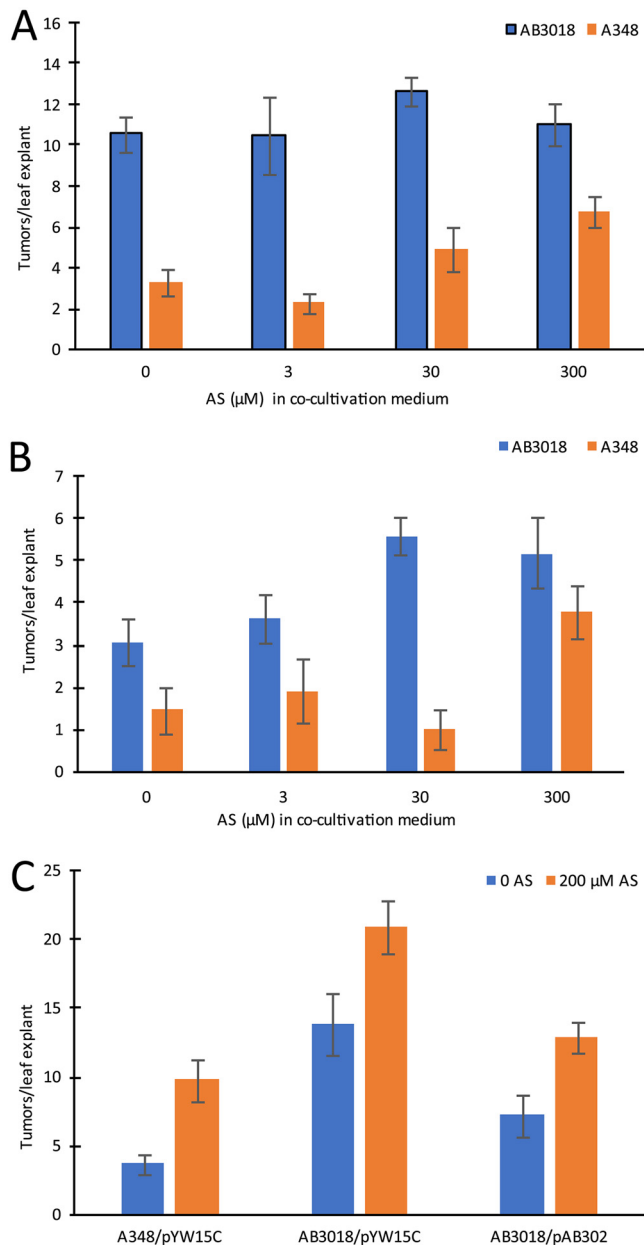 A
AB3018 A348
16
14
12
10
8
6
4
2
0
Tumors/leaf explant
0 3 30 300
AS (μM) in co-cultivation medium
B
AB3018 A348
7
6
5
4
3
2
1
0
Tumors/leaf explant
0 3 30 300
AS (μM) in co-cultivation medium
C
0 AS 200 μM AS
25
20
15
10
5
0
Tumors/leaf explant
A348/pYW15C AB3018/pYW15C AB3018/pAB302